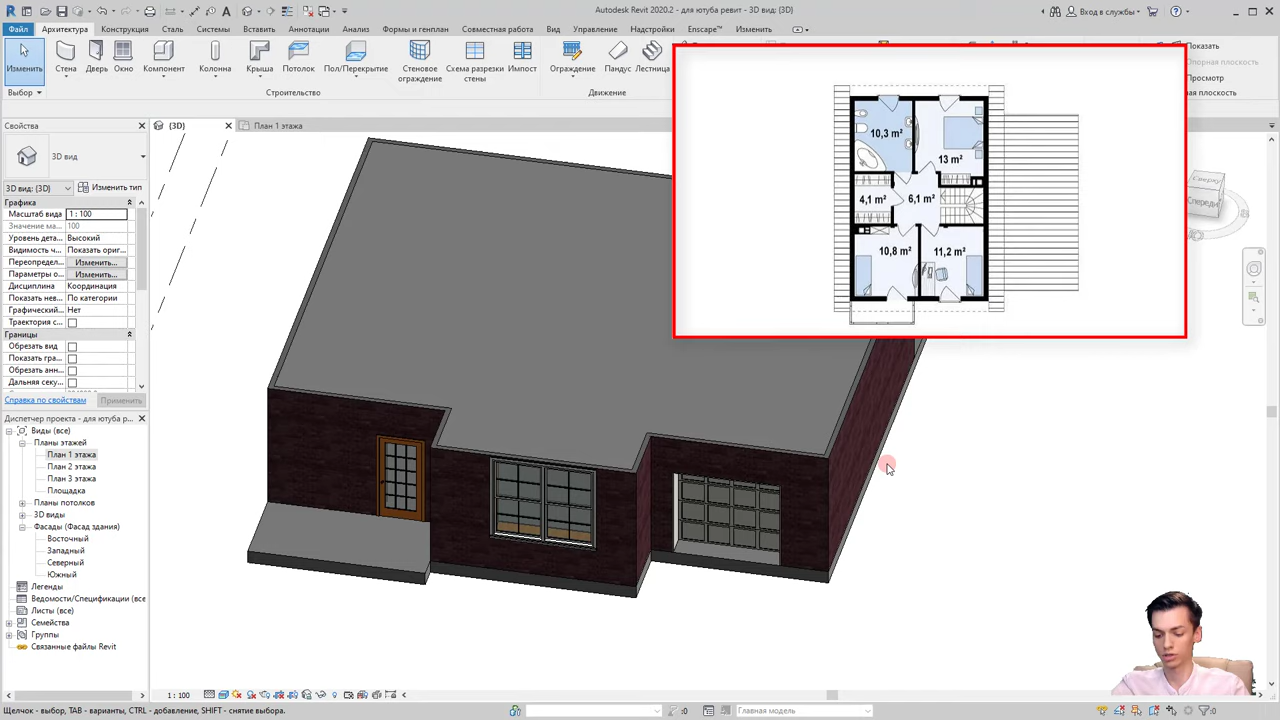 Autodesk Revit 2020.2 - для ютуба ревит - 3D вид: {3D}
Вход в службы
Файл
Архитектура
Конструкция
Сталь
Системы
Вставить
Аннотации
Анализ
Формы и генплан
Совместная работа
Вид
Управление
Надстройки
Enscape™
Изменить
Изменить
Стена
Дверь
Окно
Компонент
Колонна
Крыша
Потолок
Пол/Перекрытие
Стеновое ограждение
Схема разрезки стены
Импост
Ограждение
Пандус
Лестница
Показать
Опорная плоскость
Просмотр
Выбор
Строительство
Движение
Свойства
{3D}
План 1 этажа
3D вид
3D вид: {3D}
Изменить тип
Графика
Масштаб вида
1 : 100
Значение ма...
100
Уровень дета...
Высокий
Видимость ч...
Показать ориг...
Переопредел...
Изменить...
Параметры о...
Изменить...
Дисциплина
Координация
Показать нев...
По категории
Графический...
Нет
Траектория с...
Границы
Обрезать вид
Показать гра...
Обрезать анн...
Дальняя секу...
Справка по свойствам
Применить
Диспетчер проекта - для ютуба р...
Виды (все)
Планы этажей
План 1 этажа
План 2 этажа
План 3 этажа
Площадка
Планы потолков
3D виды
Фасады (Фасад здания)
Восточный
Западный
Северный
Южный
Легенды
Ведомости/Спецификации (все
Листы (все)
Семейства
Группы
Связанные файлы Revit
10,3 m²
13 m²
4,1 m²
6,1 m²
10,8 m²
11,2 m²
Сверху
Спереди
1 : 100
Щелчок - выбор, TAB - варианты, CTRL - добавление, SHIFT - снятие выбора.
:0
Главная модель
:0